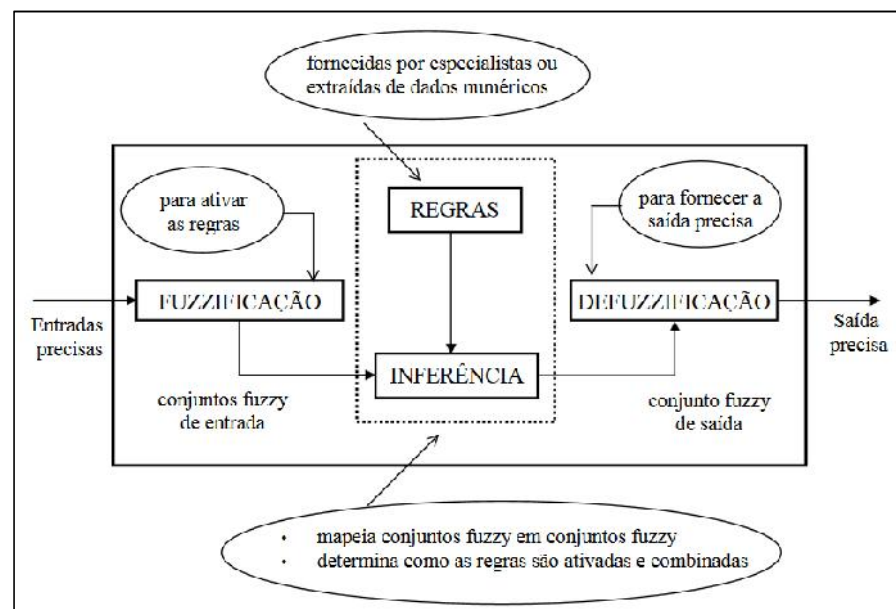 fornecidas por especialistas ou
extraídas de dados numéricos
para ativar
as regras
REGRAS
para fornecer a
saída precisa
FUZZIFICAÇÃO
DEFUZZIFICAÇÃO
Entradas
precisas
Saída
precisa
INFERÊNCIA
conjuntos fuzzy
de entrada
conjunto fuzzy
de saída
• mapeia conjuntos fuzzy em conjuntos fuzzy
• determina como as regras são ativadas e combinadas